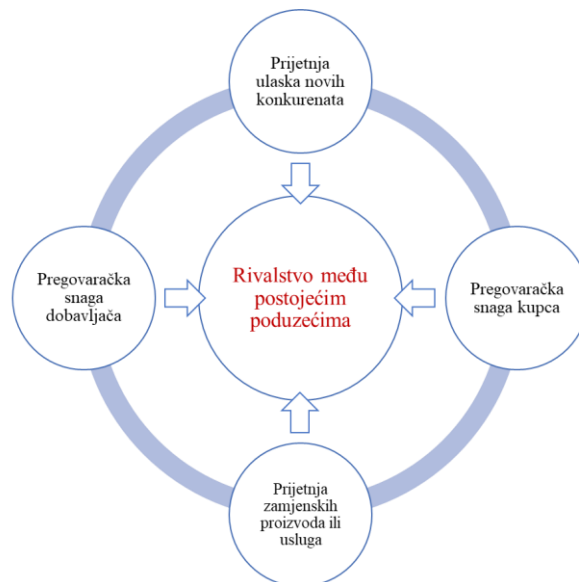 Prijetnja
ulaska novih
konkurenata
Pregovaračka
snaga
dobavljača
Rivalstvo među
postojećim
poduzećima
Pregovaračka
snaga kupca
Prijetnja
zamjenskih
proizvoda ili
usluga